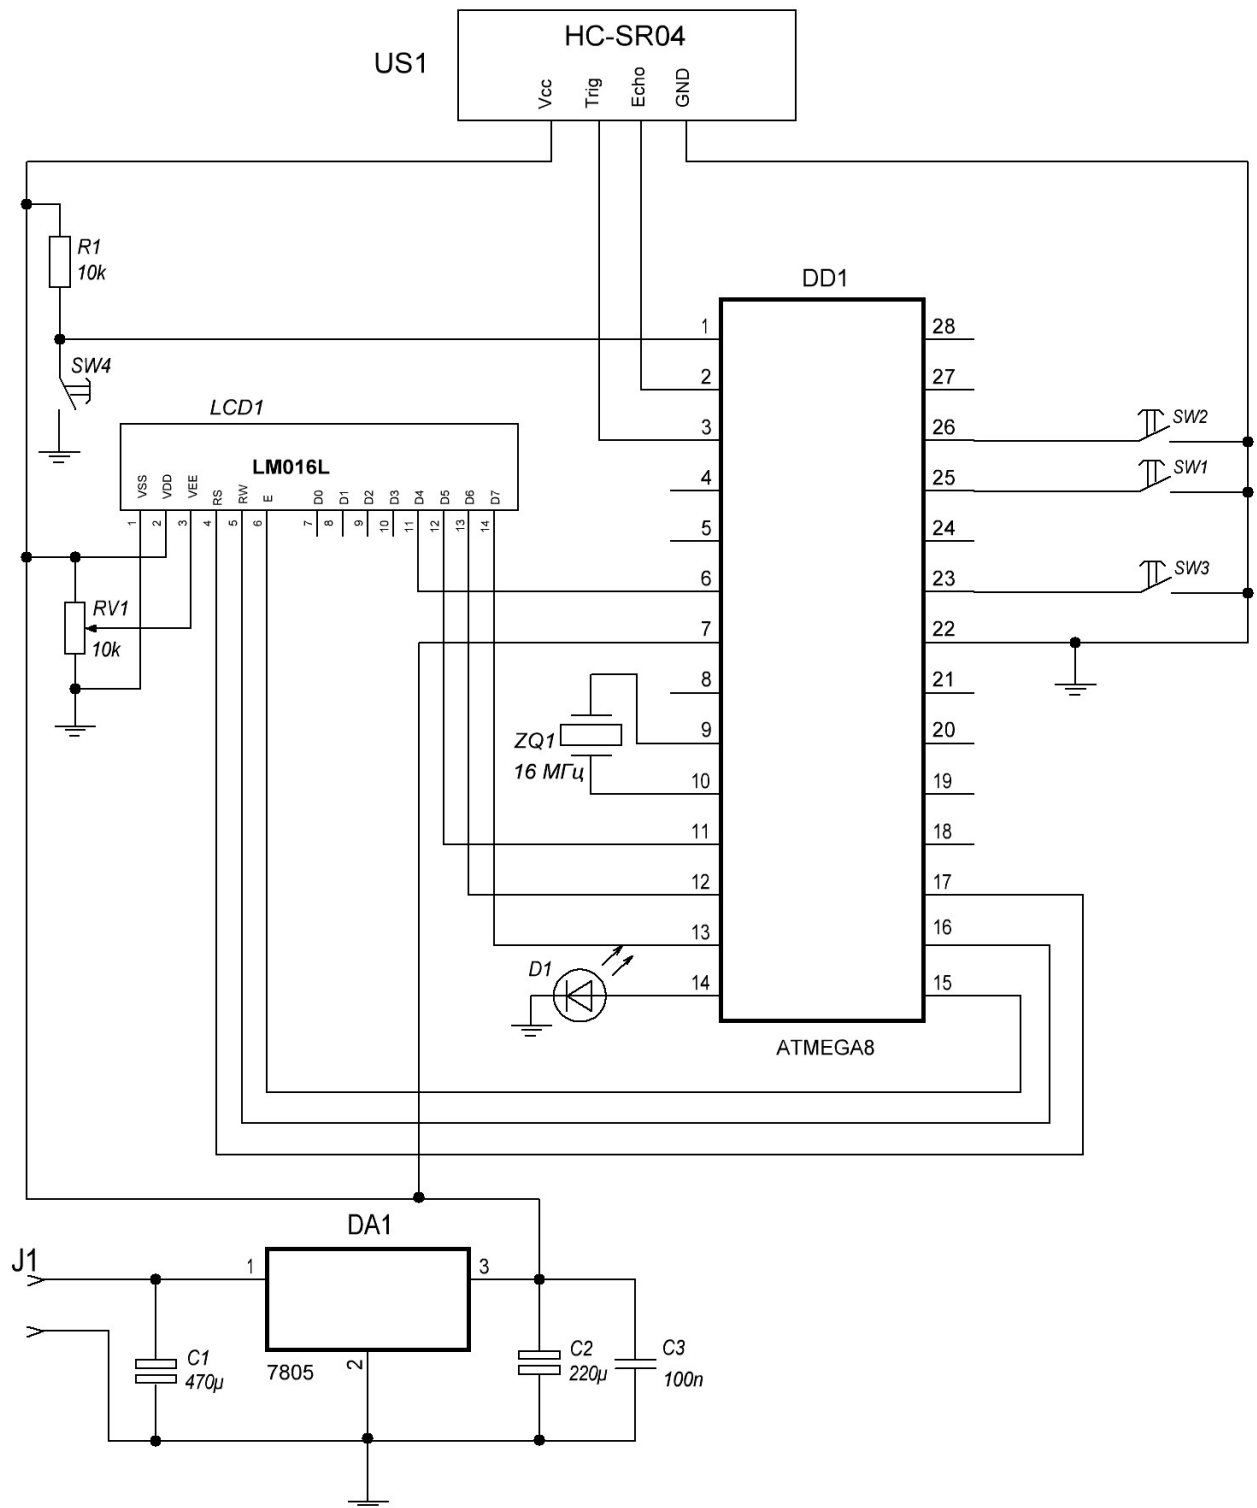 HC-SR04
US1
Vcc
Trig
Echo
GND
R1
10k
SW4
DD1
1
2
3
4
5
6
7
8
9
10
11
12
13
14
28
27
26
25
24
23
22
21
20
19
18
17
16
15
ATMEGA8
SW2
SW1
SW3
LCD1
LM016L
VSS
VDD
VEE
RS
RW
E
D0
D1
D2
D3
D4
D5
D6
D7
1
2
3
4
5
6
7
8
9
10
11
12
13
14
RV1
10k
ZQ1
16 МГц
D1
DA1
J1
1
3
2
7805
C1
470µ
C2
220µ
C3
100n